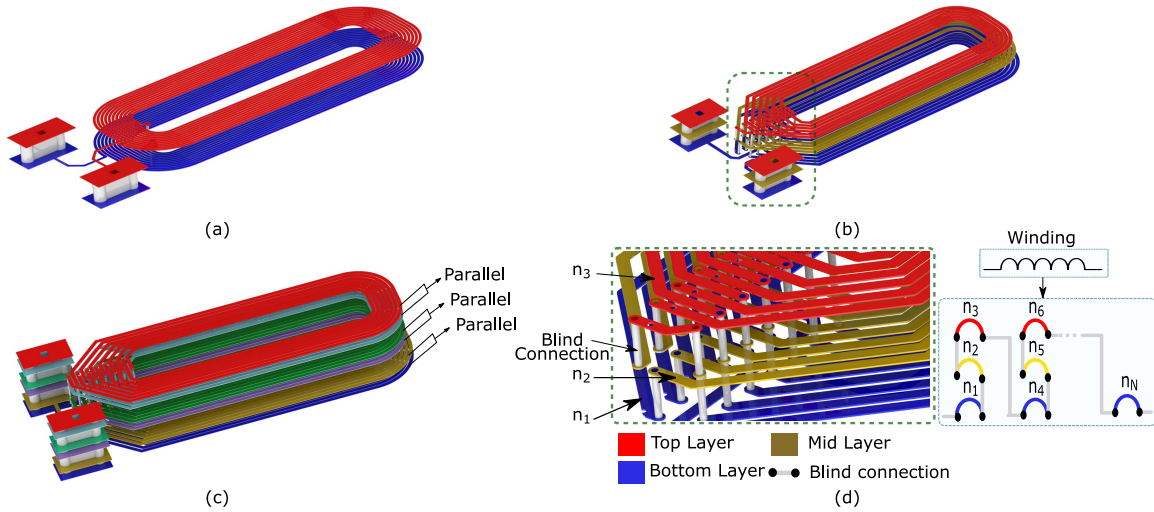 (a)
(b)
Parallel
Parallel
Parallel
(c)
n3
Blind
Connection
n2
n1
Top Layer
Mid Layer
Bottom Layer
Blind connection
Winding
n3
n6
n2
n5
n1
n4
nN
(d)